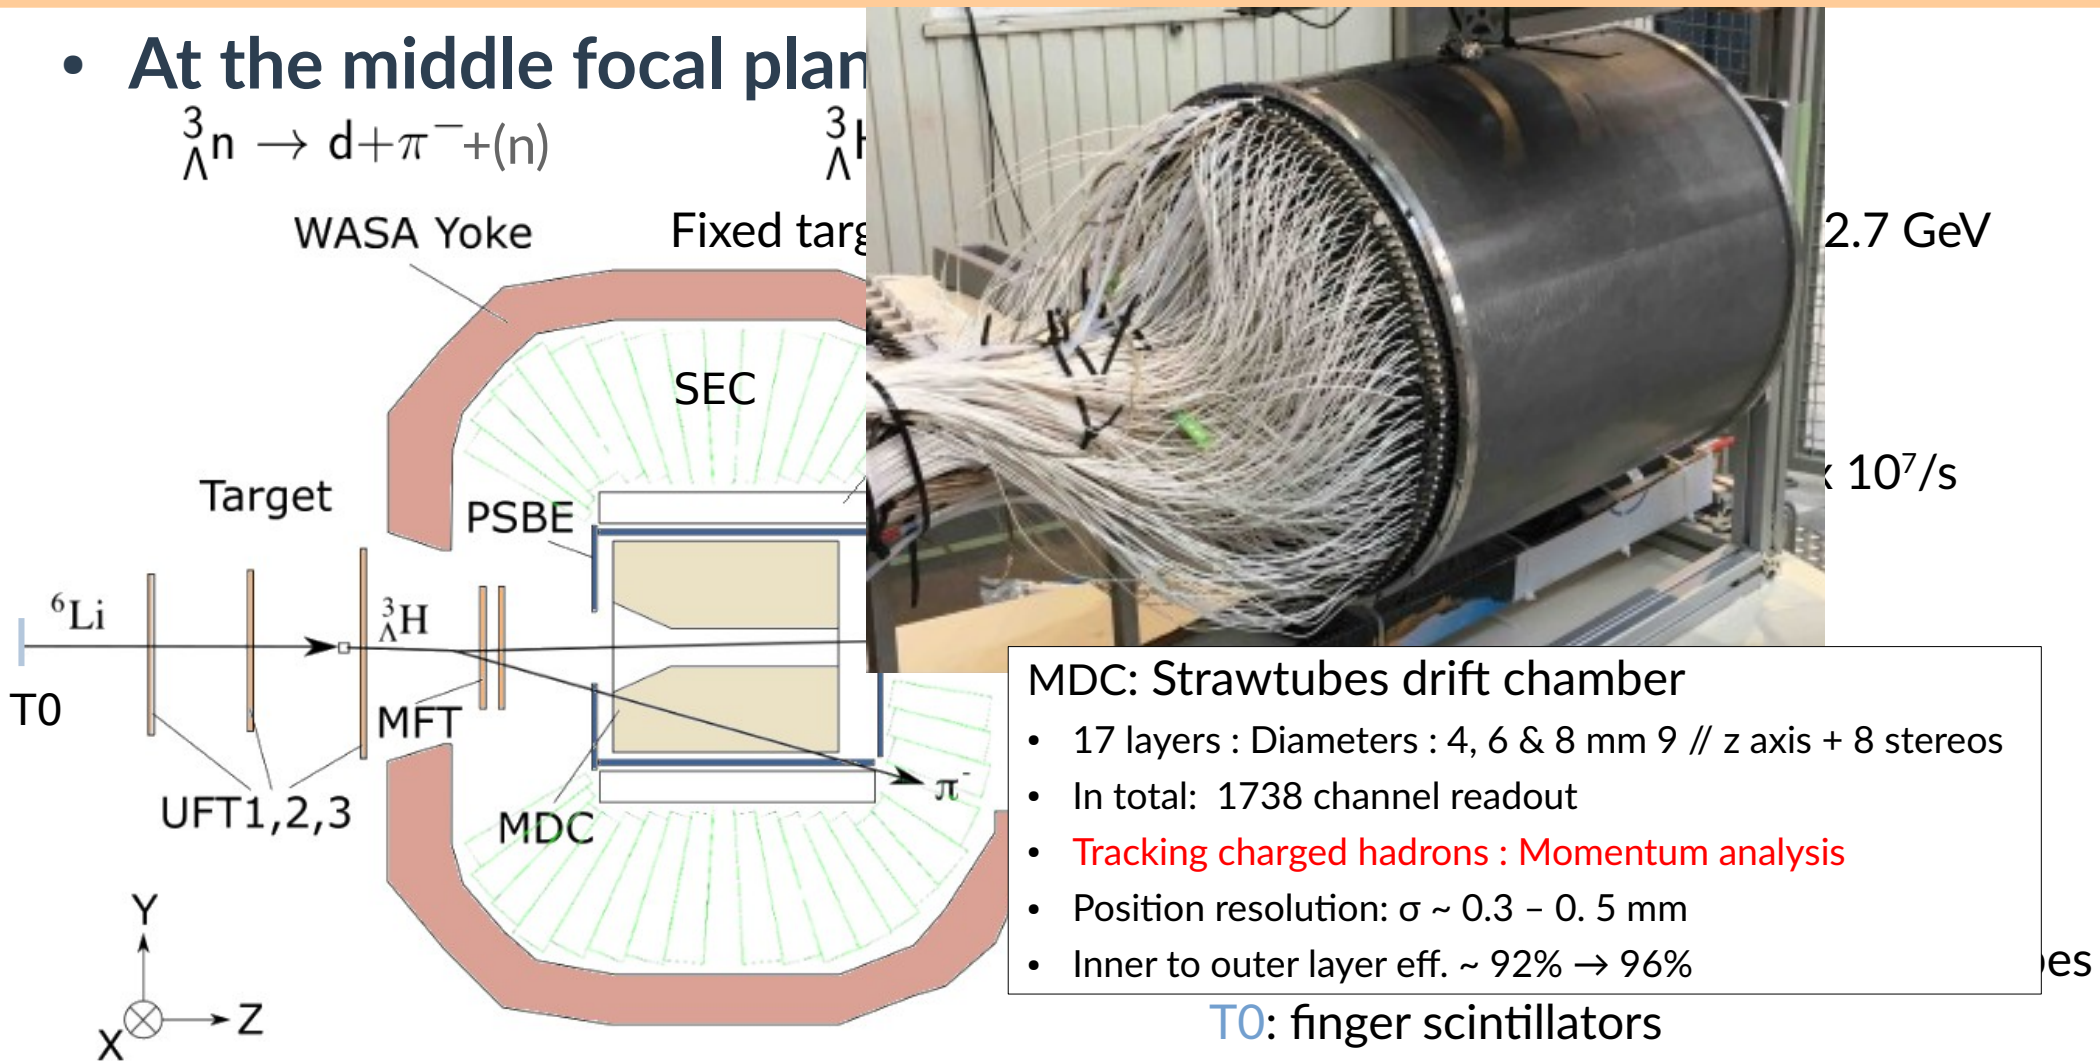 • At the middle focal plan
³Λn → d+π⁻+(n)
³Λ
WASA Yoke
Fixed targ
2.7 GeV
SEC
x 10⁷/s
Target
PSBE
⁶Li
³ΛH
T0
MFT
UFT1,2,3
MDC
π⁻
MDC: Strawtubes drift chamber
• 17 layers : Diameters : 4, 6 & 8 mm 9 // z axis + 8 stereos
• In total: 1738 channel readout
• Tracking charged hadrons : Momentum analysis
• Position resolution: σ ~ 0.3 – 0. 5 mm
• Inner to outer layer eff. ~ 92% → 96%
es
T0: finger scintillators
Y
Z
X